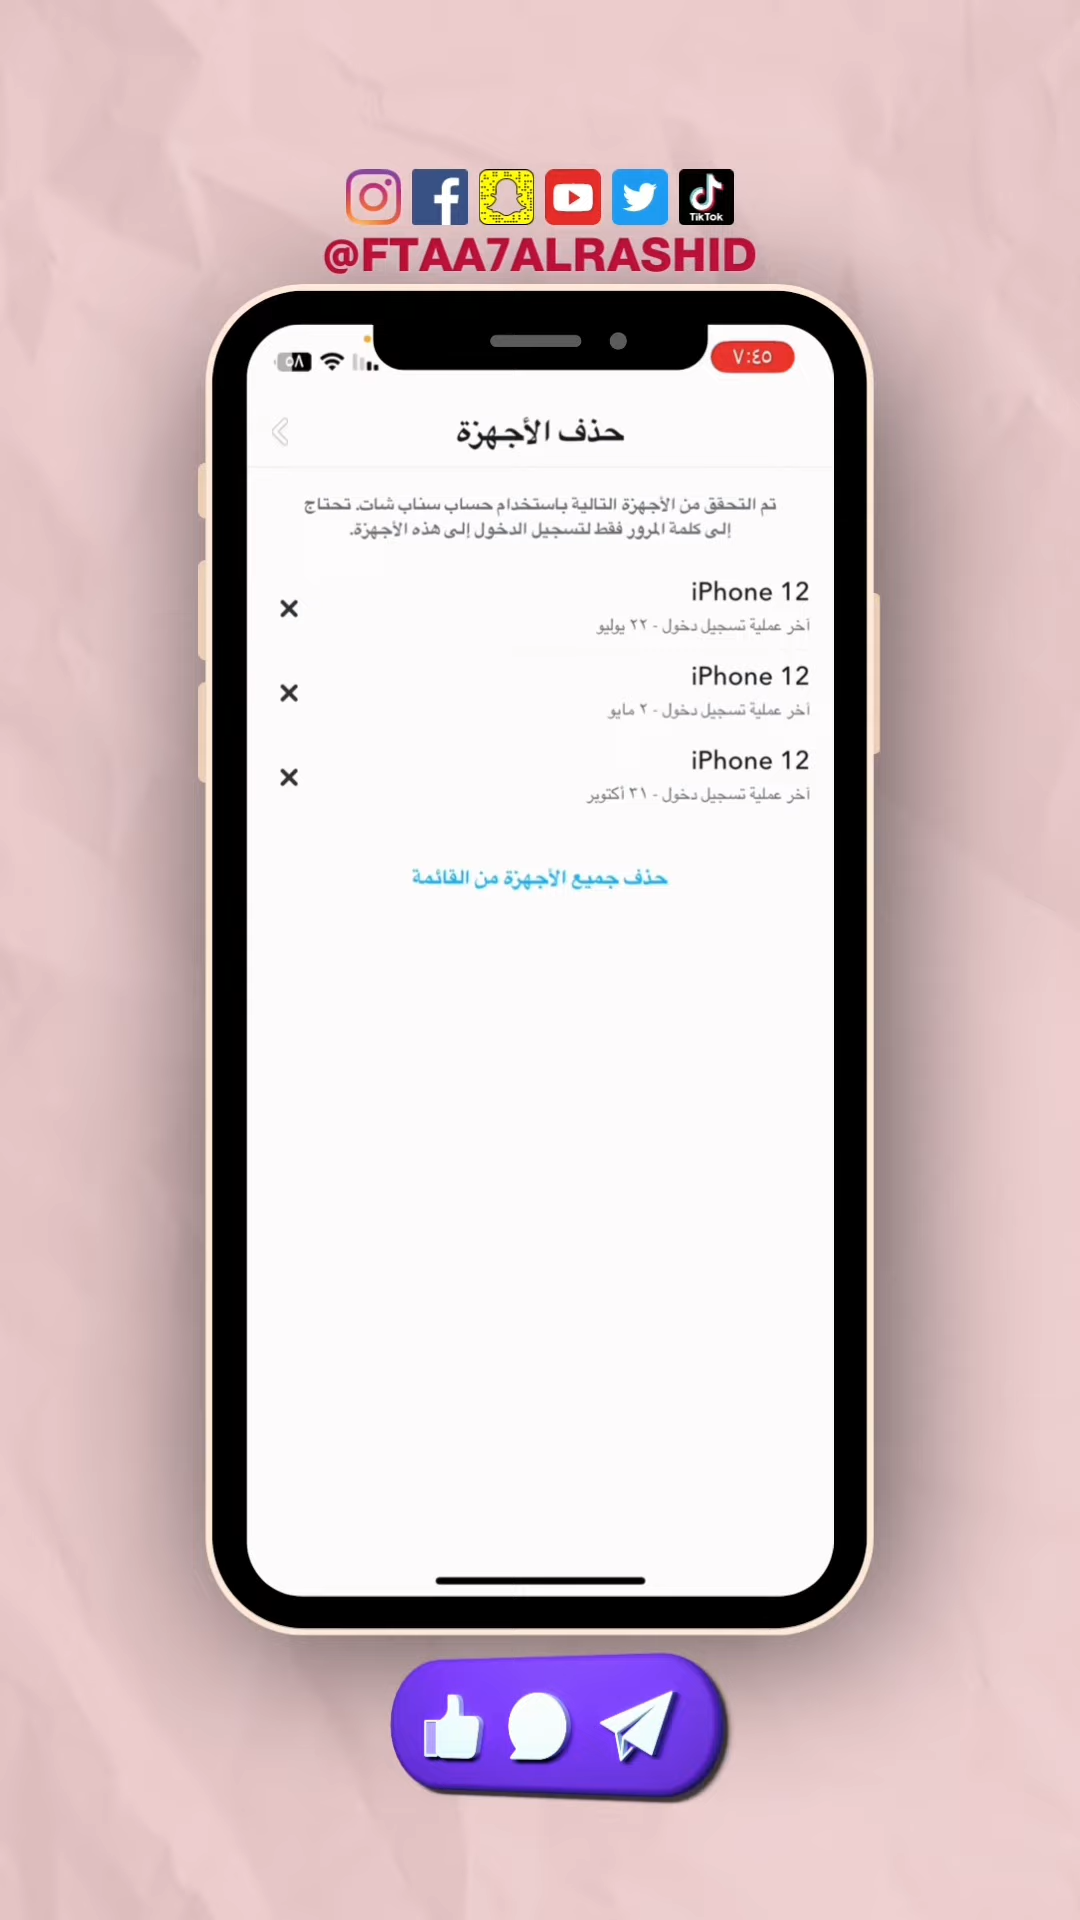 TikTok
@FTAA7ALRASHID
٥٨
٧:٤٥
حذف الأجهزة
تم التحقق من الأجهزة التالية باستخدام حساب سناب شات. تحتاج
إلى كلمة المرور فقط لتسجيل الدخول إلى هذه الأجهزة.
iPhone 12
آخر عملية تسجيل دخول - ٢٢ يوليو
iPhone 12
آخر عملية تسجيل دخول - ٢ مايو
iPhone 12
آخر عملية تسجيل دخول - ٣١ أكتوبر
حذف جميع الأجهزة من القائمة